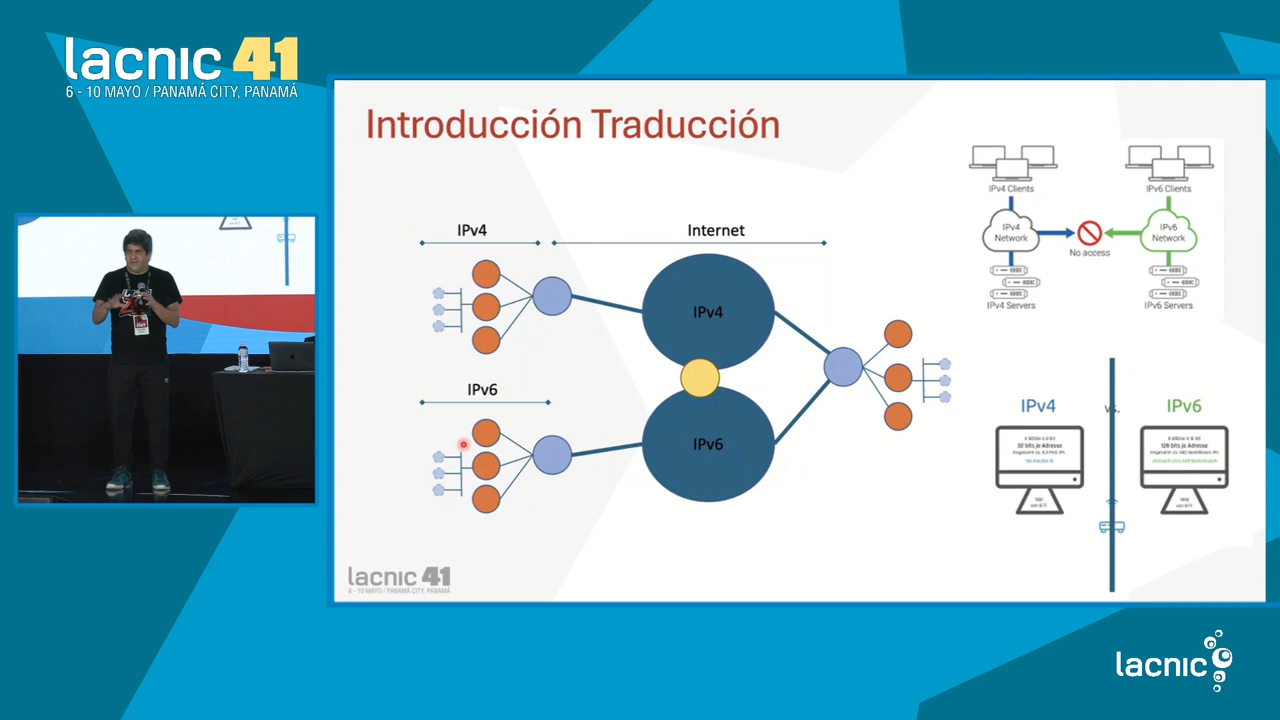 lacnic 41
6 - 10 MAYO / PANAMÁ CITY, PANAMÁ
Introducción Traducción
IPv4
Internet
IPv4
IPv6
IPv6
IPv4 Clients
IPv6 Clients
IPv4
Network
No access
IPv6
Network
IPv4 Servers
IPv6 Servers
IPv4
vs.
IPv6
32 bits je Adresse
128 bits je Adresse
lacnic 41
6 - 10 MAYO / PANAMÁ CITY, PANAMÁ
lacnic